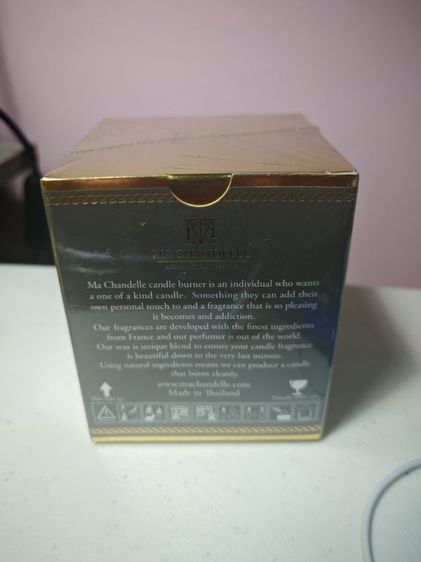 MA CHANDELLE
Ma Chandelle candle burner is an individual who wants
a one of a kind candle. Something they can add their
own personal touch to and a fragrance that is so pleasing
it becomes and addiction.
Our fragrances are developed with the finest ingredients
from France and our perfumer is out of the world.
Our wax is unique blend to ensure your candle fragrance
is beautiful down to the very last minute.
Using natural ingredients means we can produce a candle
that burns cleanly.
www.machandelle.com
Made in Thailand